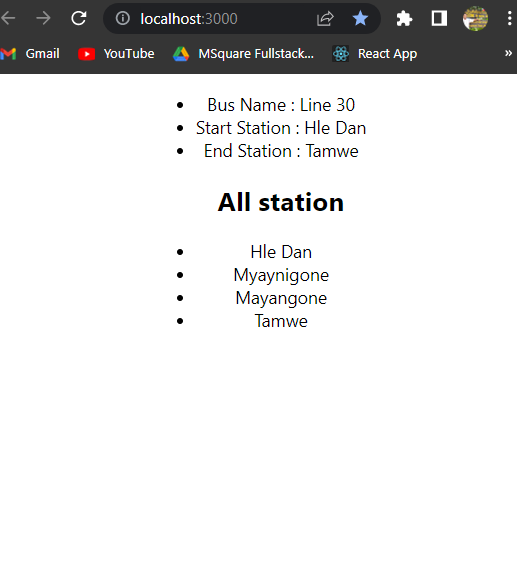 localhost:3000
Gmail YouTube MSquare Fullstack... React App »
• Bus Name : Line 30
• Start Station : Hle Dan
• End Station : Tamwe
All station
• Hle Dan
• Myaynigone
• Mayangone
• Tamwe